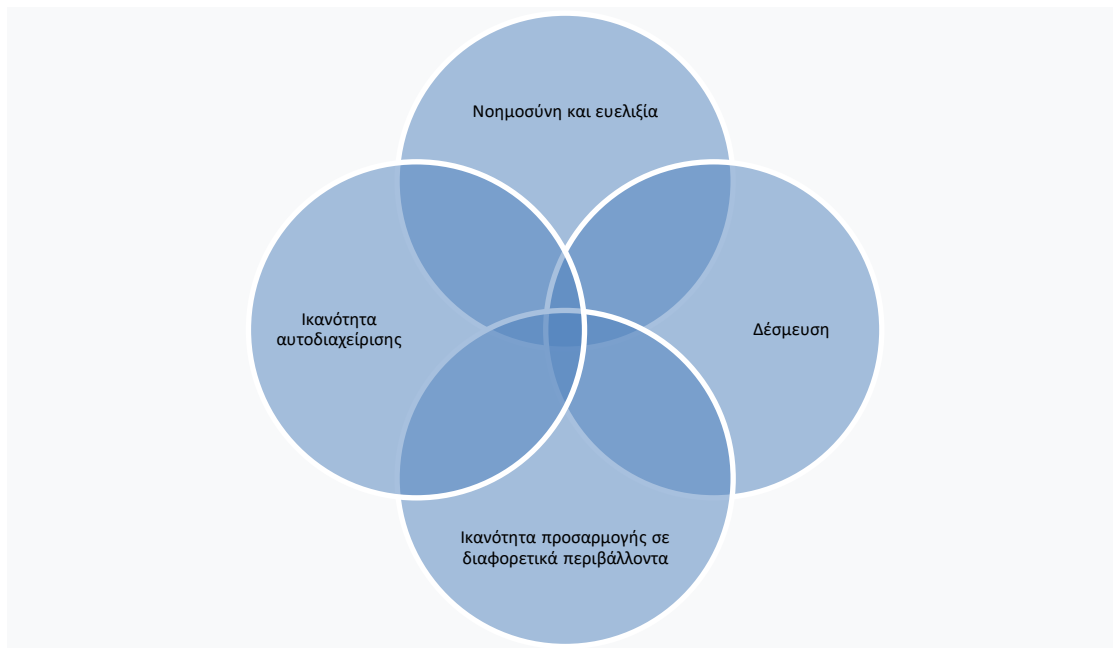 Νοημοσύνη και ευελιξία
Ικανότητα
αυτοδιαχείρισης
Δέσμευση
Ικανότητα προσαρμογής σε
διαφορετικά περιβάλλοντα